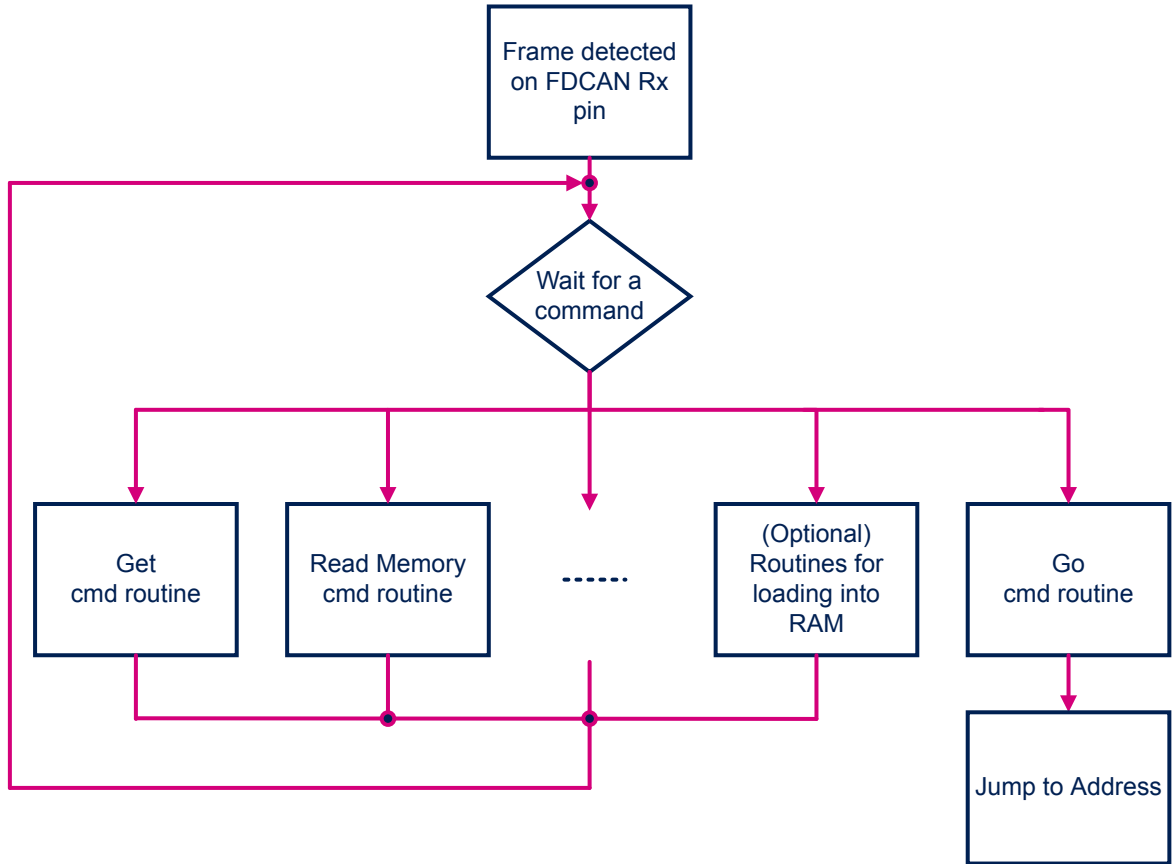 Frame detected
on FDCAN Rx
pin
Wait for a
command
Get
cmd routine
Read Memory
cmd routine
(Optional)
Routines for
loading into
RAM
Go
cmd routine
Jump to Address